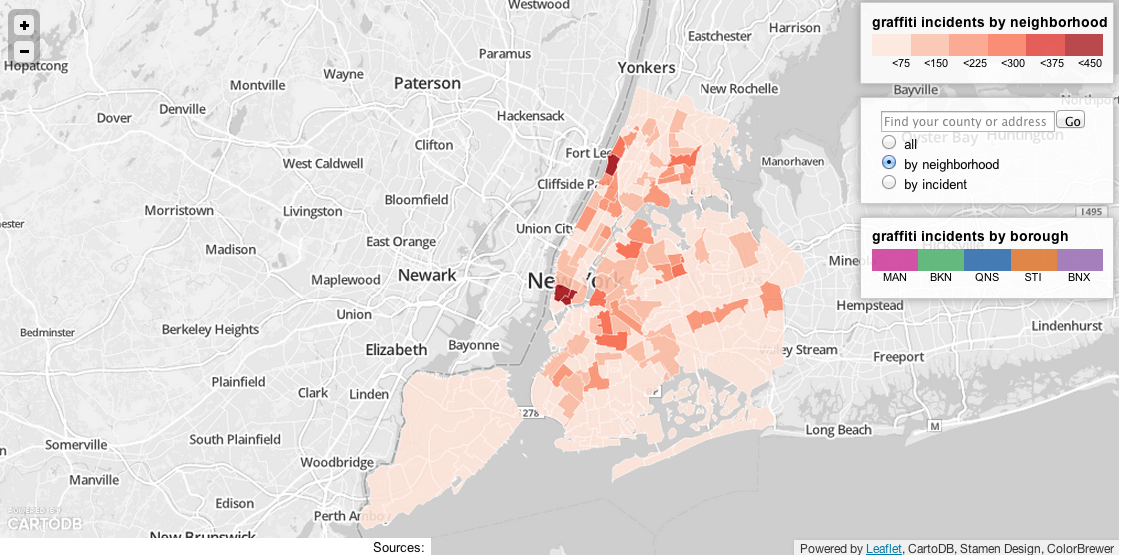 +
−
Westwood
Harrison
Eastchester
Hopatcong
Paramus
Yonkers
Wayne
Paterson
New Rochelle
Montville
Denville
Dover
Hackensack
Clifton
Fort Lee
West Caldwell
Manorhaven
Cliffside Pa
Bloomfield
Morristown
Livingston
Union City
East Orange
Madison
Newark
Maplewood
New York
Union
Bedminster
Berkeley Heights
Bayonne
Elizabeth
Plainfield
Clark
Linden
278
South Plainfield
Somerville
Woodbridge
Manville
Edison
Perth Amboy
New Brunswick
graffiti incidents by neighborhood
<75 <150 <225 <300 <375 <450
Bayville
Northport
Find your county or address Go
Oyster Bay Huntington
all
by neighborhood
by incident
I 495
graffiti incidents by borough
Hicksville
MAN BKN QNS STI BNX
Mineo
Hempstead
Lindenhurst
Valley Stream
Freeport
Long Beach
M
POWERED BY
CARTODB
Sources:
Powered by Leaflet, CartoDB, Stamen Design, ColorBrewer